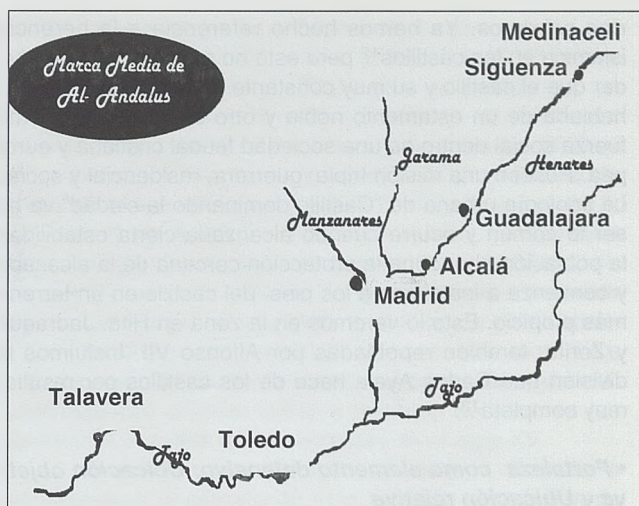 Marca Media de
Al- Andalus
Medinaceli
Sigüenza
Jarama
Henares
Manzanares
Guadalajara
Alcalá
Madrid
Tajo
Talavera
Toledo
Tajo